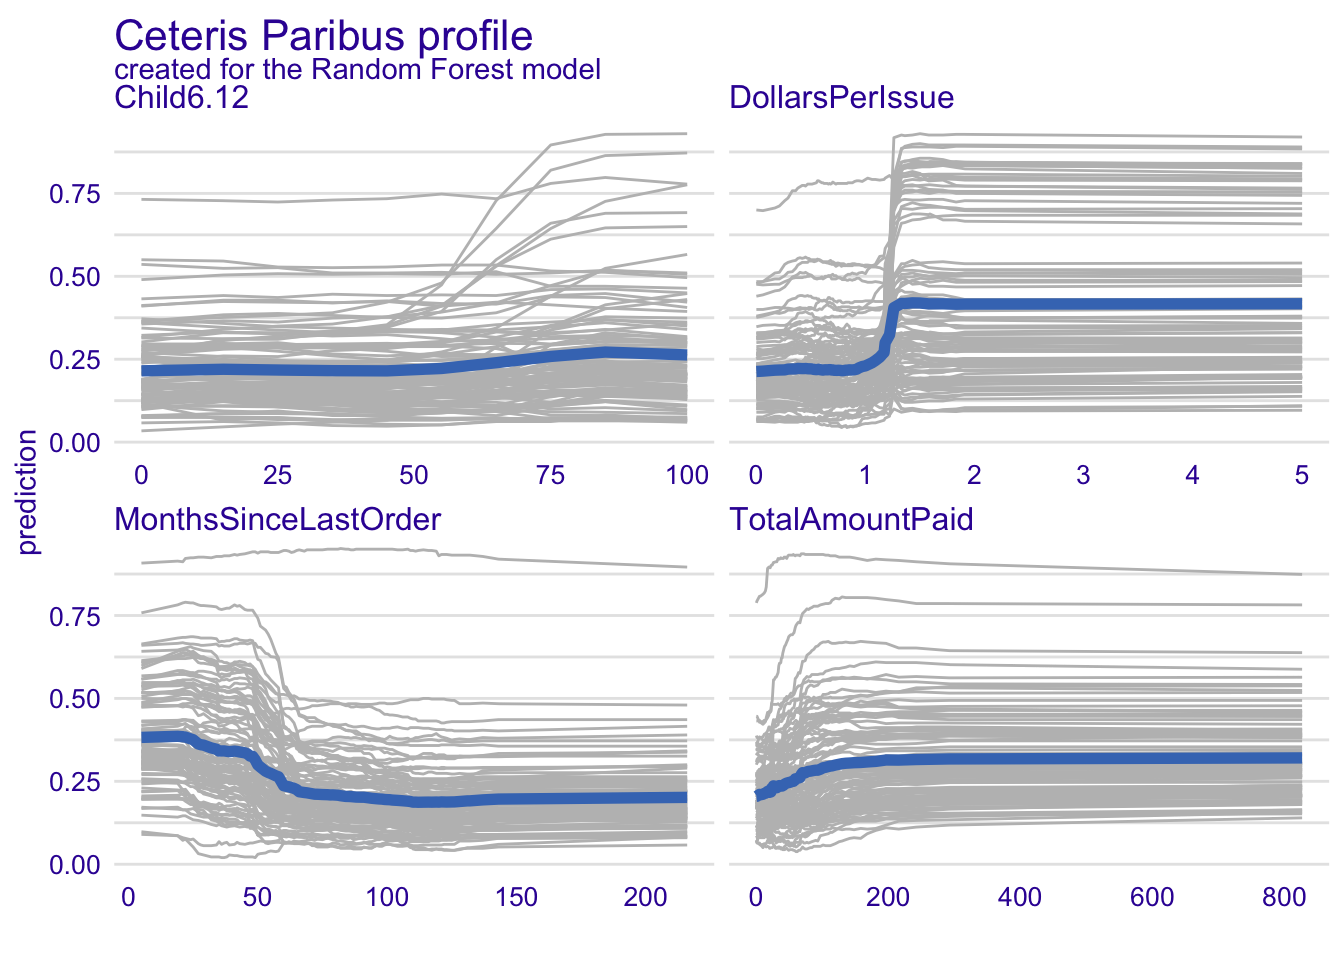 Ceteris Paribus profile
created for the Random Forest model
Child6.12
DollarsPerIssue
0.75
0.50
0.25
0.00
0 25 50 75 100
0 1 2 3 4 5
prediction
MonthsSinceLastOrder
TotalAmountPaid
0.75
0.50
0.25
0.00
0 50 100 150 200
0 200 400 600 800